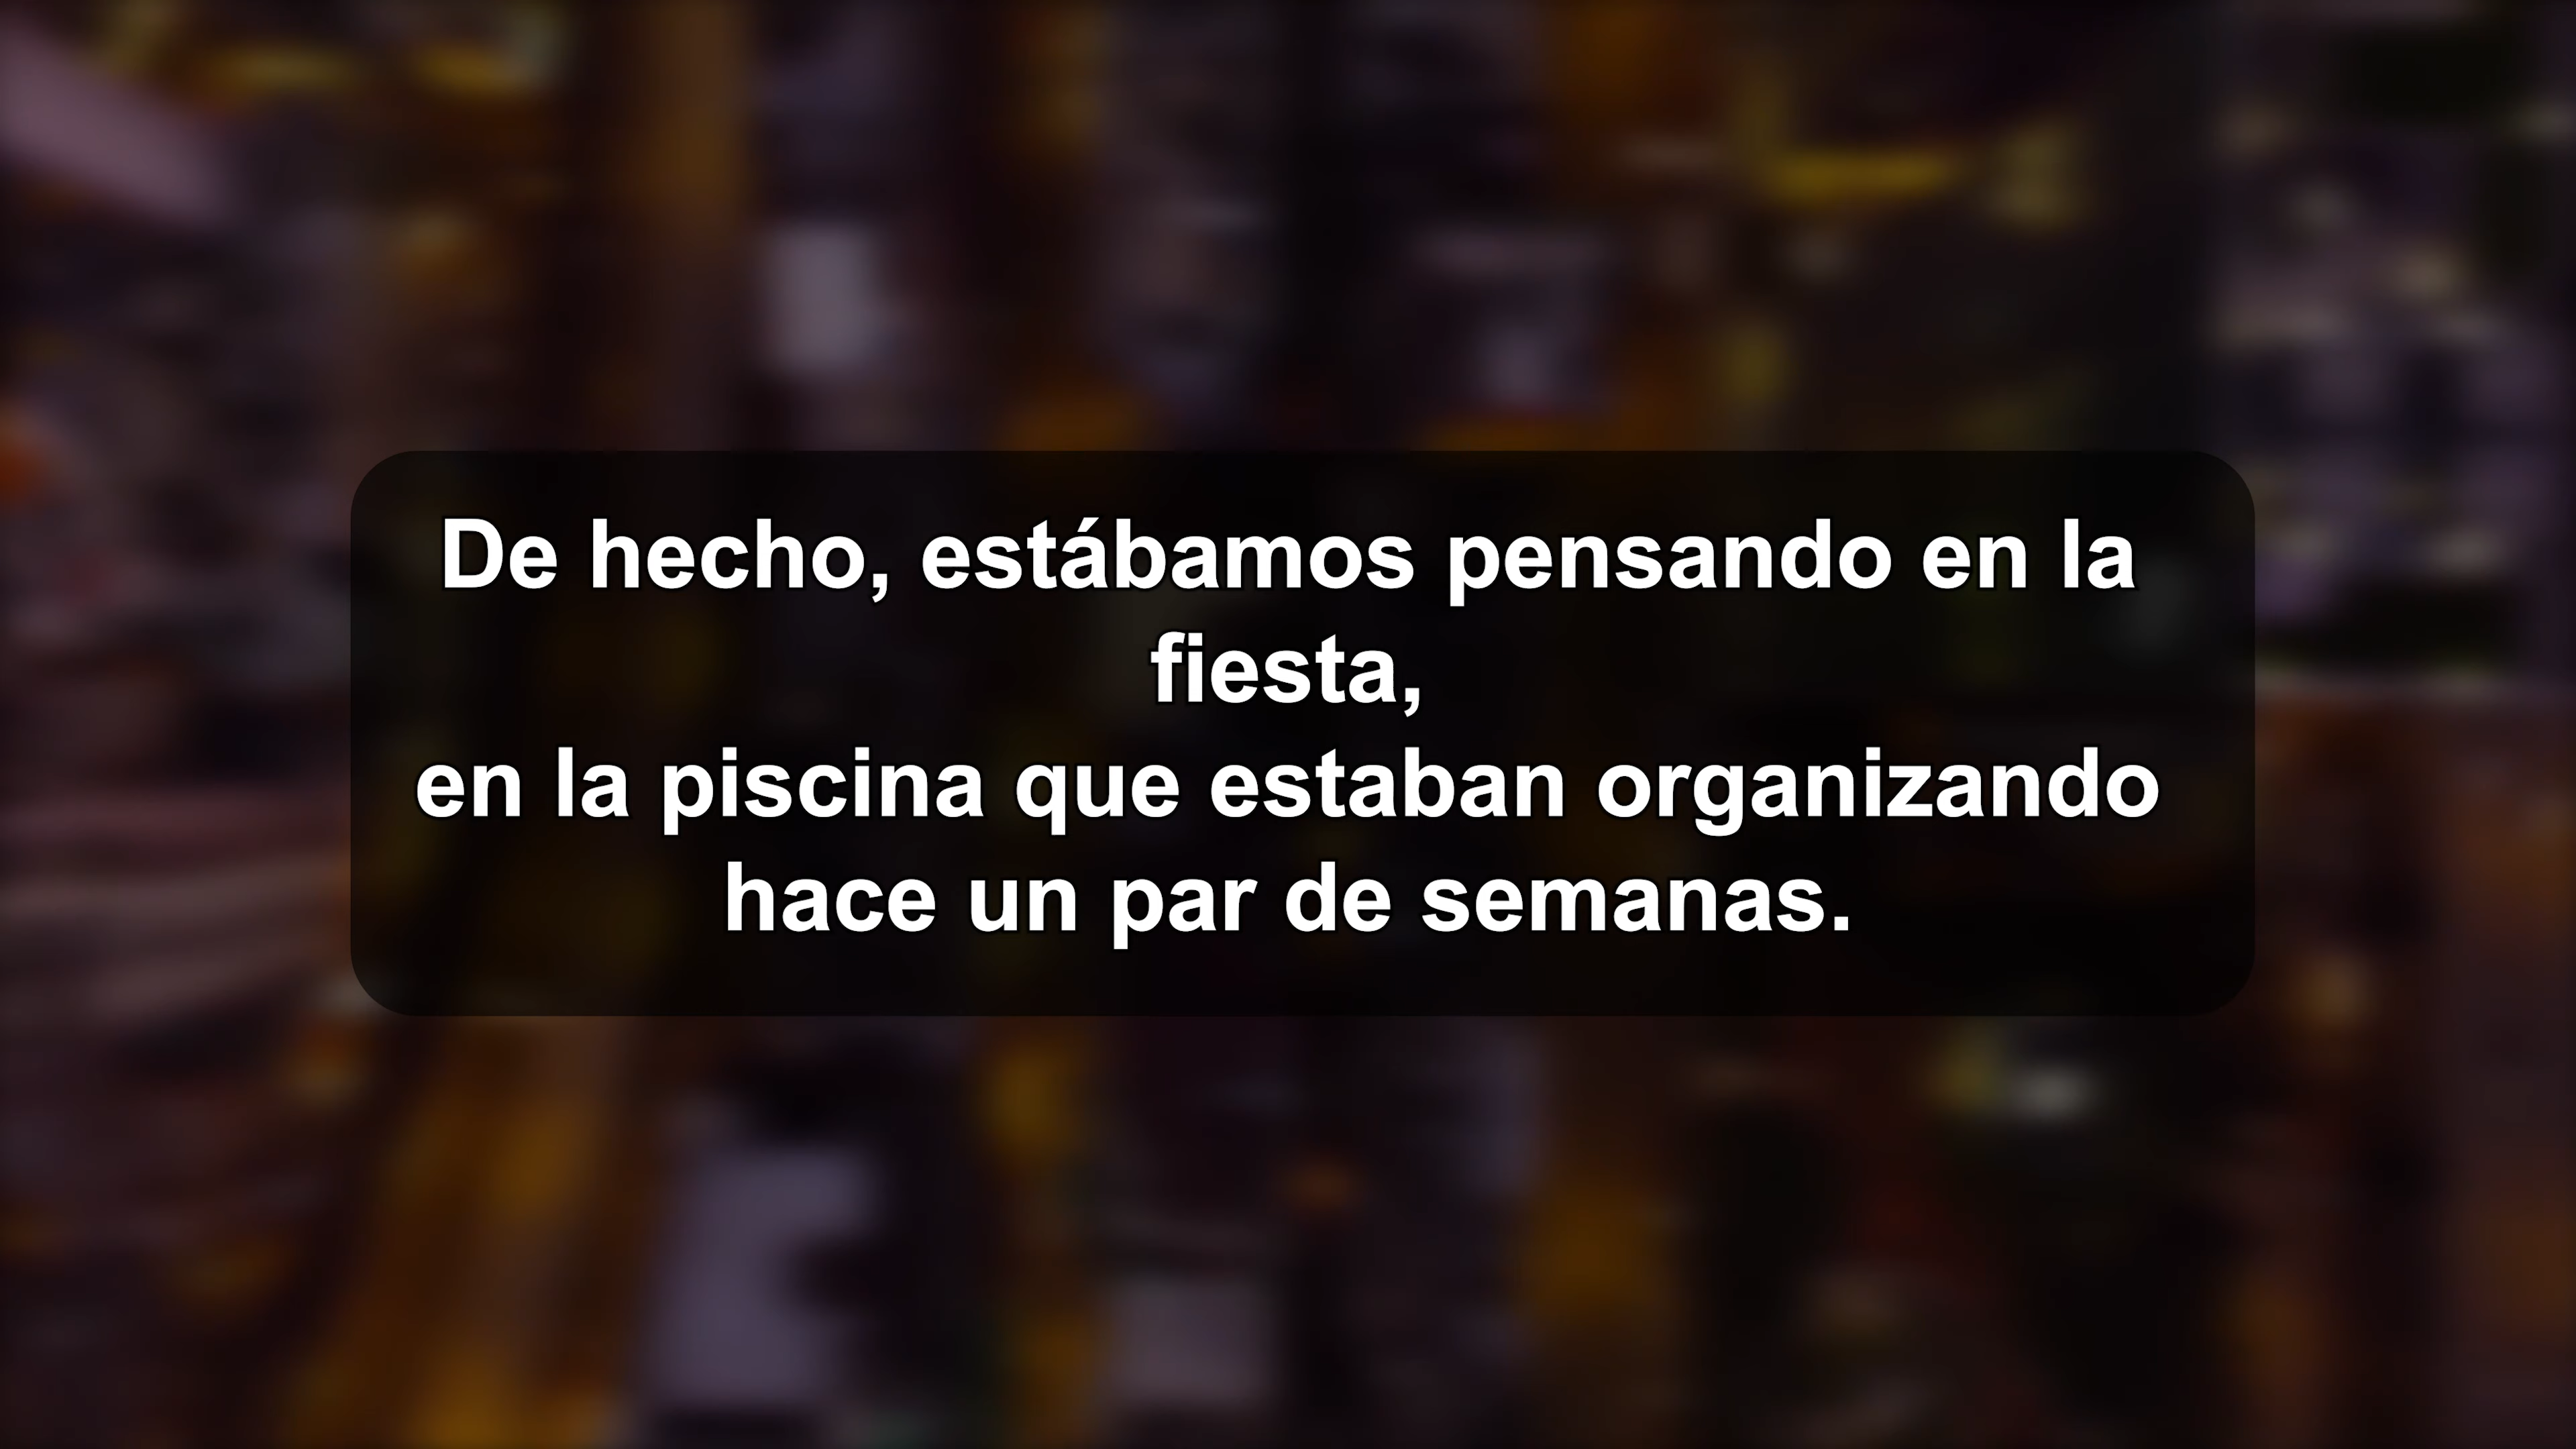 De hecho, estábamos pensando en la
fiesta,
en la piscina que estaban organizando
hace un par de semanas.